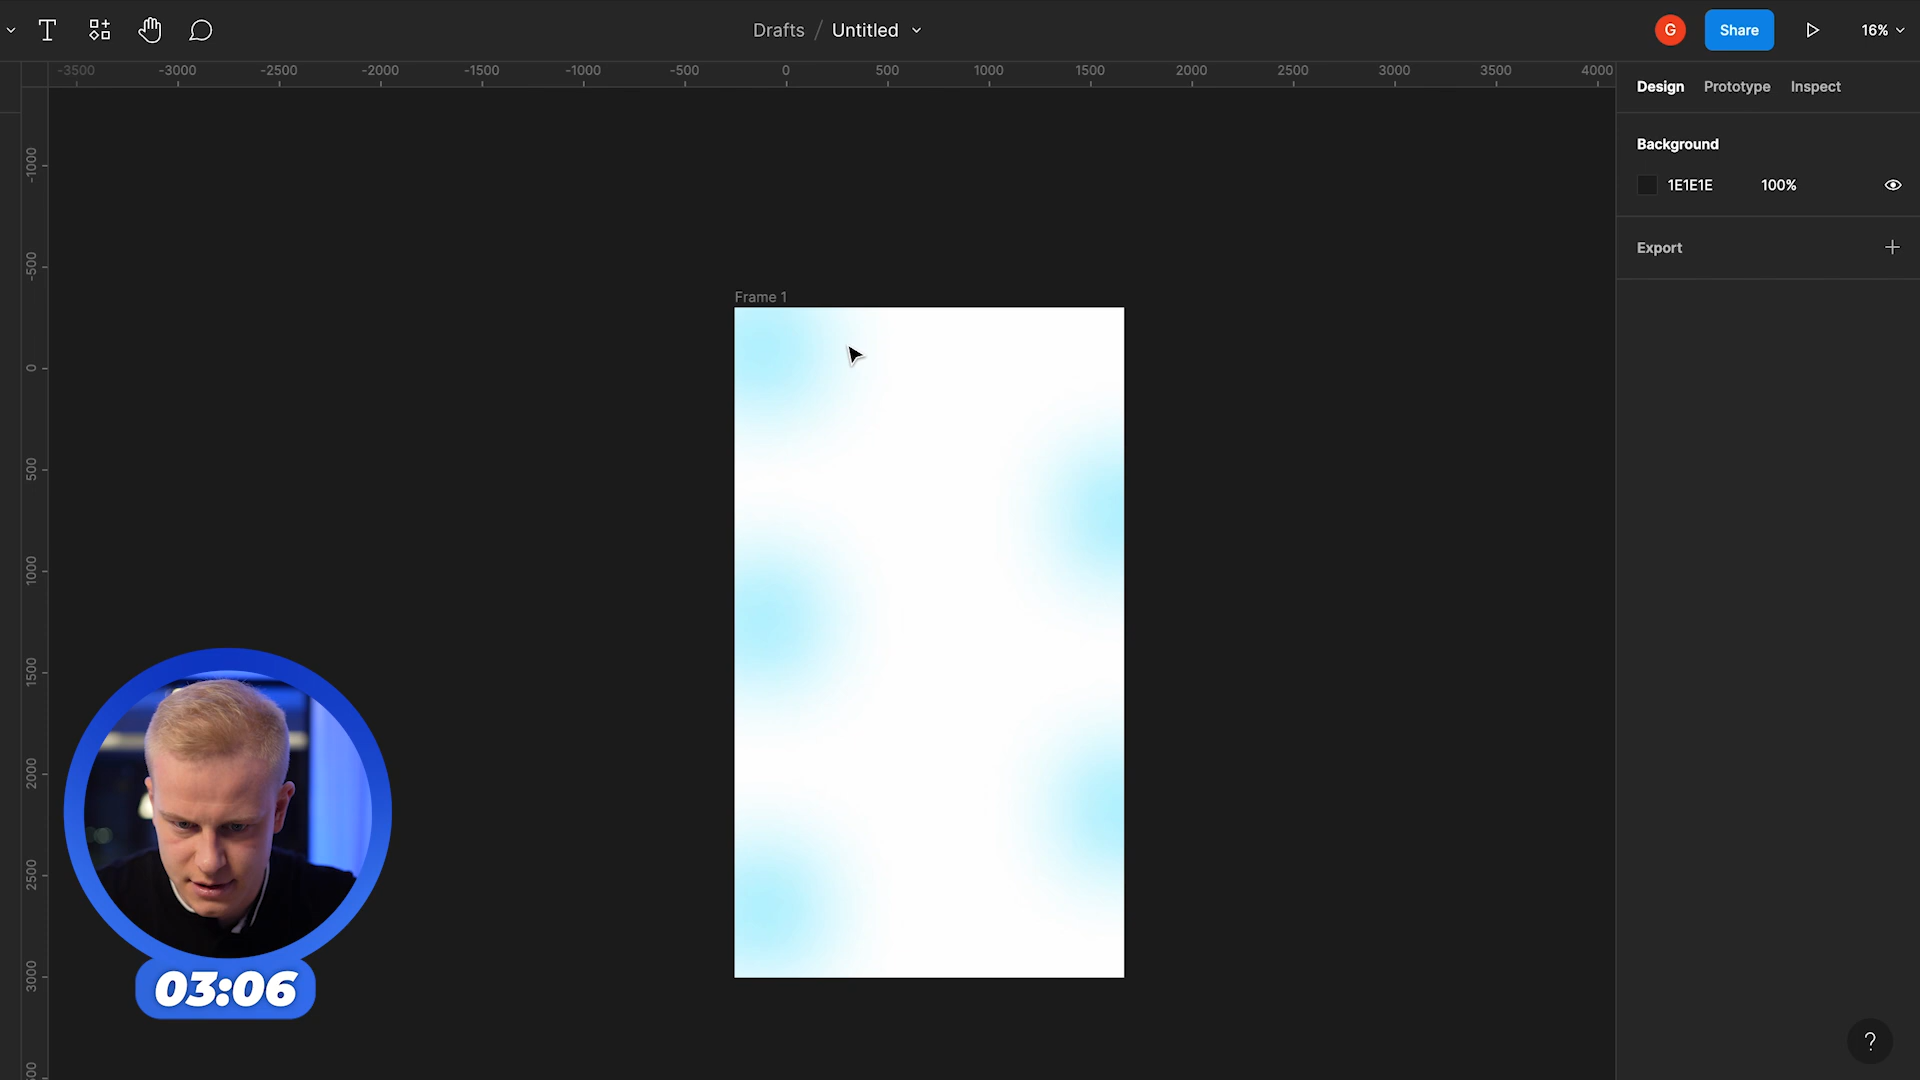 Drafts / Untitled
G
Share
16%
-3500 -3000 -2500 -2000 -1500 -1000 -500 0 500 1000 1500 2000 2500 3000 3500 4000
Design Prototype Inspect
Background
1E1E1E 100%
Export
Frame 1
-1000
-500
0
500
1000
1500
2000
2500
3000
03:06
?